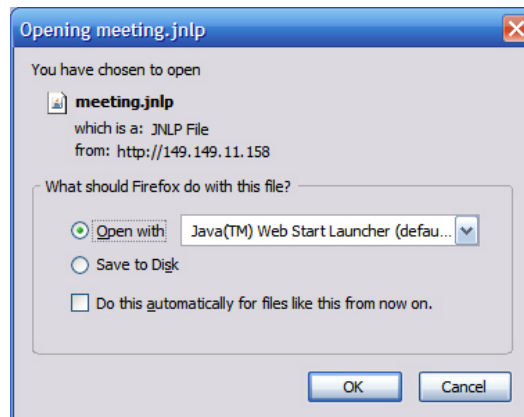 Opening meeting.jnlp
You have chosen to open
meeting.jnlp
which is a: JNLP File
from: http://149.149.11.158
What should Firefox do with this file?
Open with
Java(TM) Web Start Launcher (defau...
Save to Disk
Do this automatically for files like this from now on.
OK
Cancel